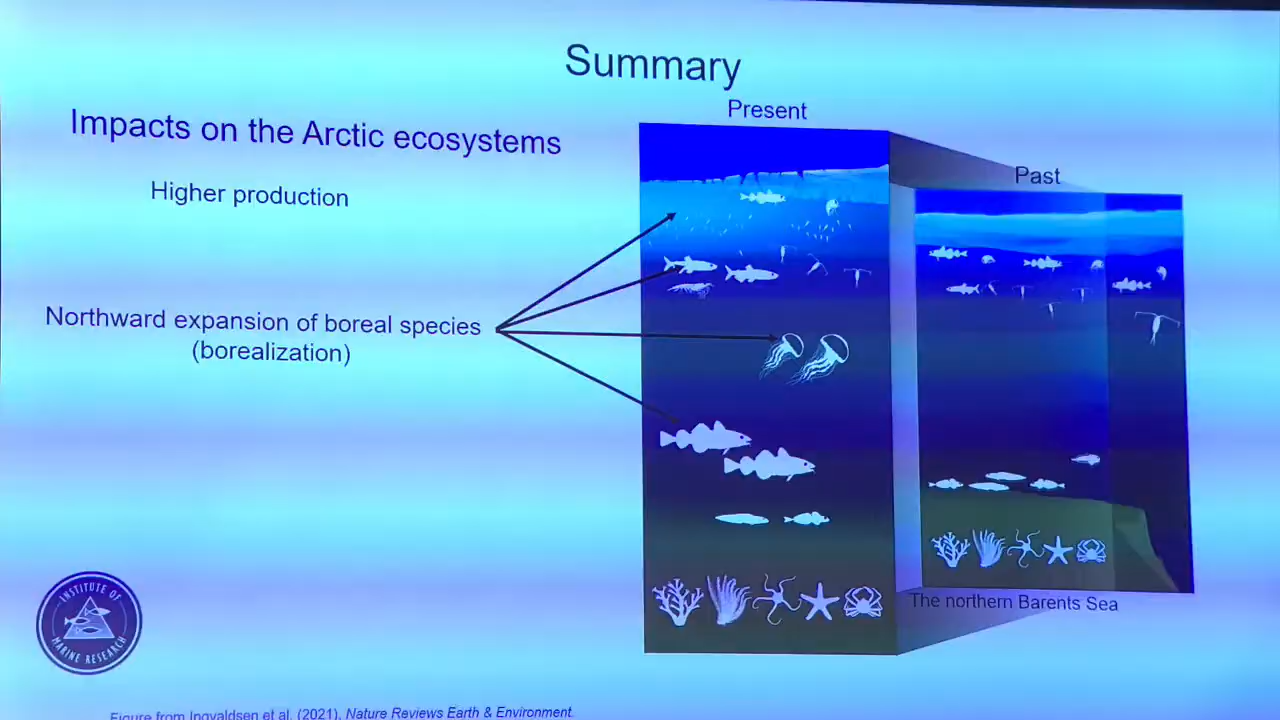 Summary
Impacts on the Arctic ecosystems
Higher production
Northward expansion of boreal species
(borealization)
Present
Past
The northern Barents Sea
INSTITUTE OF
MARINE RESEARCH
Figure from Ingvaldsen et al. (2021), Nature Reviews Earth & Environment.